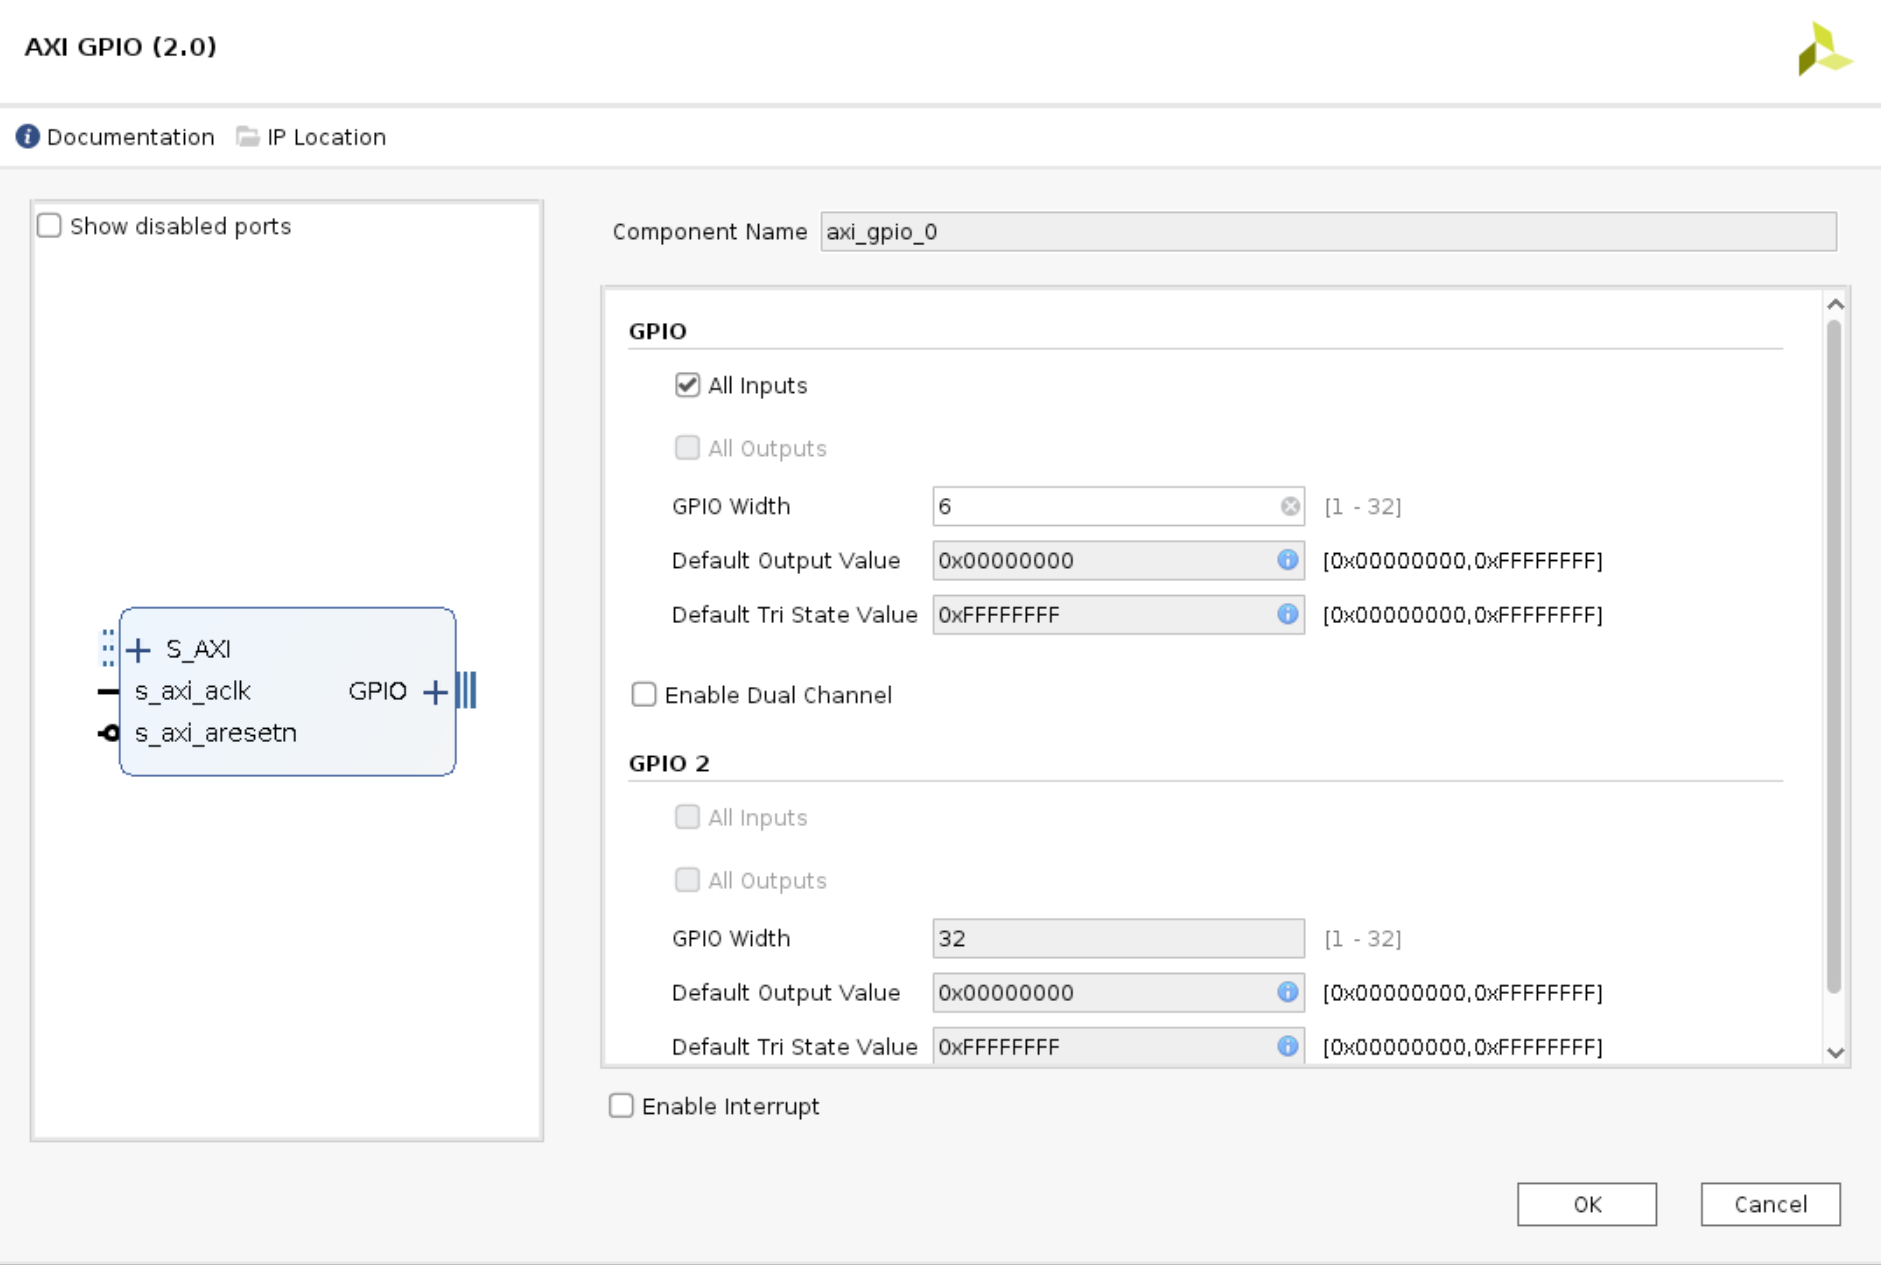 AXI GPIO (2.0)
Documentation IP Location
Show disabled ports
S_AXI
s_axi_aclk GPIO
s_axi_aresetn
Component Name axi_gpio_0
GPIO
All Inputs
All Outputs
GPIO Width 6 [1 - 32]
Default Output Value 0x00000000 [0x00000000,0xFFFFFFFF]
Default Tri State Value 0xFFFFFFFF [0x00000000,0xFFFFFFFF]
Enable Dual Channel
GPIO 2
All Inputs
All Outputs
GPIO Width 32 [1 - 32]
Default Output Value 0x00000000 [0x00000000,0xFFFFFFFF]
Default Tri State Value 0xFFFFFFFF [0x00000000,0xFFFFFFFF]
Enable Interrupt
OK Cancel